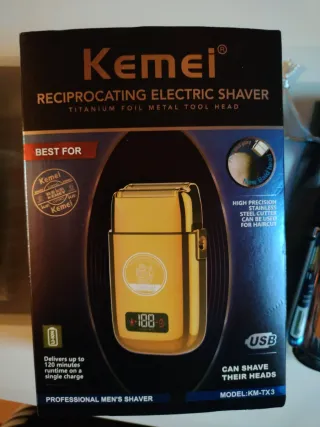 Kemei®
RECIPROCATING ELECTRIC SHAVER
TITANIUM FOIL METAL TOOL HEAD
BEST FOR
Kemei
HIGH PRECISION
STAINLESS
STEEL CUTTER
CAN BE USED
FOR HAIRCUT
188
USB
Delivers up to
120 minutes
runtime on a
single charge
CAN SHAVE
THEIR HEADS
PROFESSIONAL MEN'S SHAVER
MODEL:KM-TX3